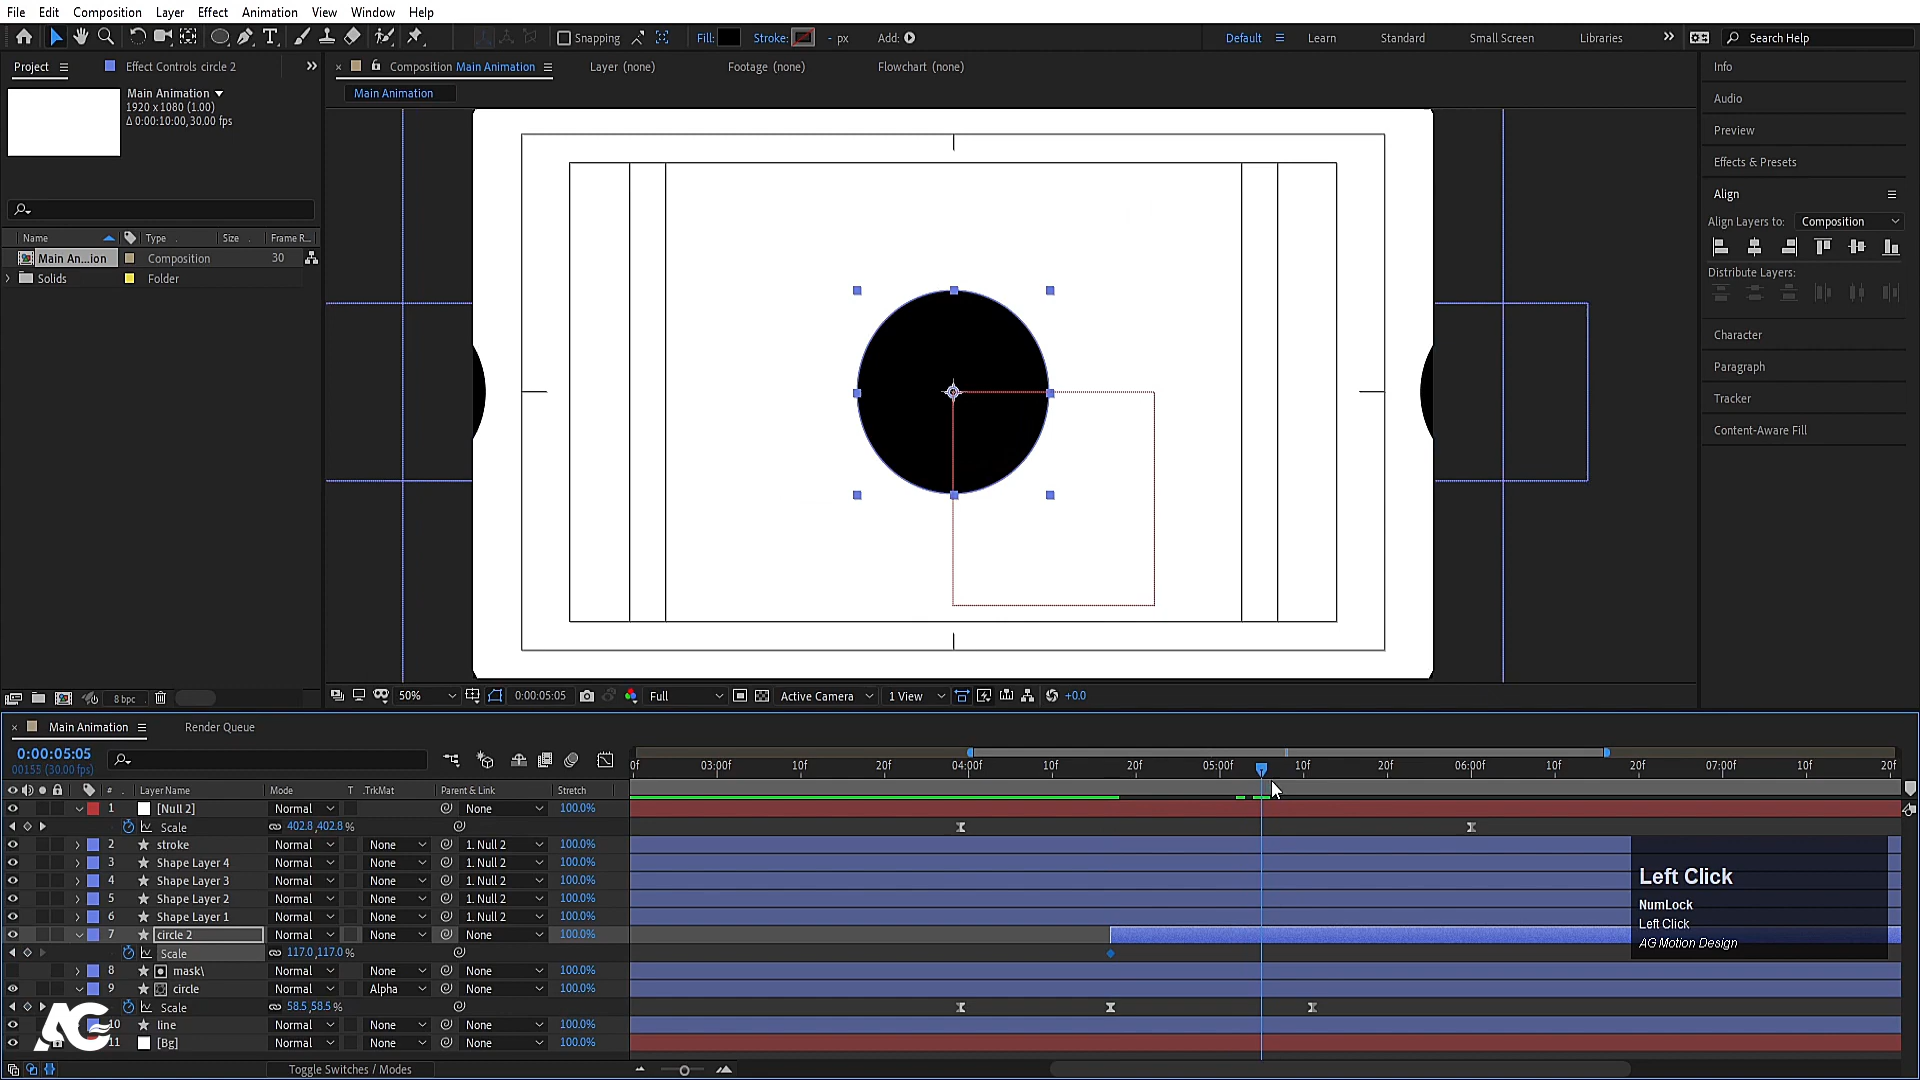 File Edit Composition Layer Effect Animation View Window Help
Snapping Fill: Stroke: - px Add: Default Learn Standard Small Screen Libraries Search Help
Project Effect Controls circle 2 Composition Main Animation Layer (none) Footage (none) Flowchart (none) Info
Main Animation
Main Animation
1920 x 1080 (1.00)
Δ 0:00:10:00, 30.00 fps
Audio
Preview
Effects & Presets
Align
Align Layers to: Composition
Distribute Layers:
Character
Paragraph
Tracker
Content-Aware Fill
Name Type Size Frame R...
Main An...ion Composition 30
Solids Folder
8 bpc 50% 0:00:05:05 Full Active Camera 1 View +0.0
Main Animation Render Queue
0:00:05:05
00155 (30.00 fps)
0f 03:00f 10f 20f 04:00f 10f 20f 05:00f 10f 20f 06:00f 10f 20f 07:00f 10f 20f
# Layer Name Mode T .TrkMat Parent & Link Stretch
1 [Null 2] Normal None 100.0%
Scale 402.8,402.8%
2 stroke Normal None 1. Null 2 100.0%
3 Shape Layer 4 Normal None 1. Null 2 100.0%
4 Shape Layer 3 Normal None 1. Null 2 100.0%
5 Shape Layer 2 Normal None 1. Null 2 100.0%
6 Shape Layer 1 Normal None 1. Null 2 100.0%
7 circle 2 Normal None None 100.0%
Scale 117.0,117.0%
8 mask\ Normal None None 100.0%
9 circle Normal Alpha None 100.0%
Scale 58.5,58.5%
10 line Normal None None 100.0%
11 [Bg] Normal None None 100.0%
Toggle Switches / Modes
Left Click
NumLock
Left Click
AG Motion Design
AG